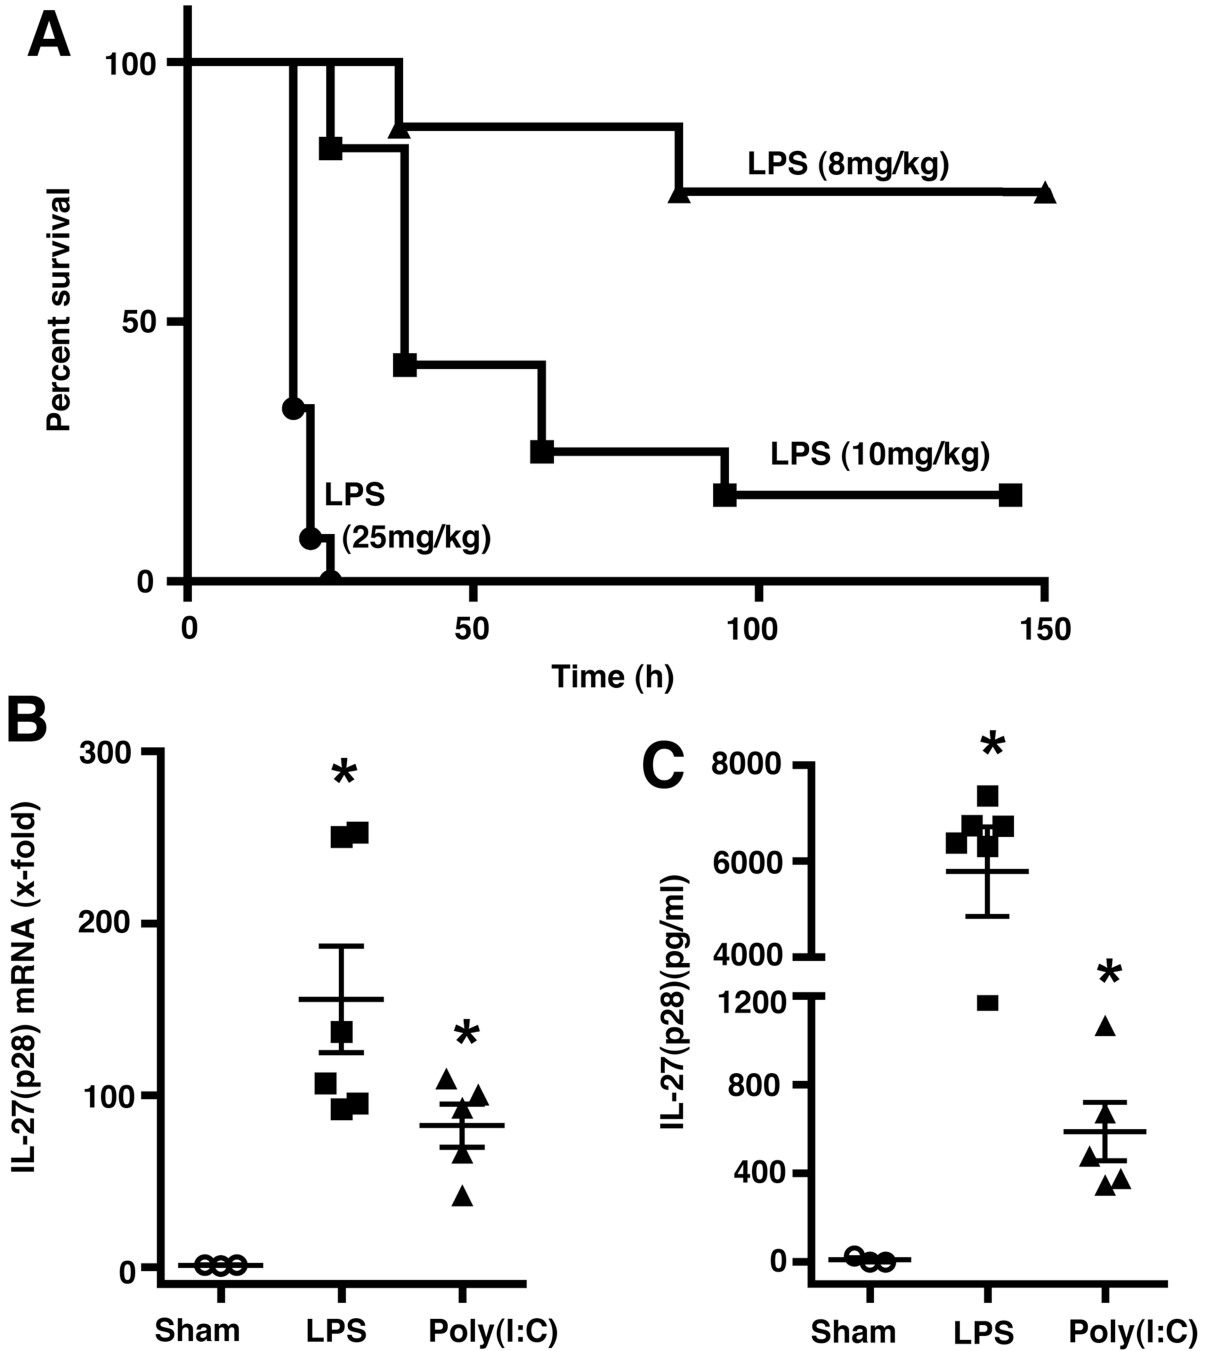 A
100
50
0
Percent survival
LPS (8mg/kg)
LPS (10mg/kg)
LPS
(25mg/kg)
0 50 100 150
Time (h)
B
300
200
100
0
IL-27(p28) mRNA (x-fold)
*
*
Sham LPS Poly(I:C)
C
8000
6000
4000
1200
800
400
0
IL-27(p28)(pg/ml)
*
*
Sham LPS Poly(I:C)